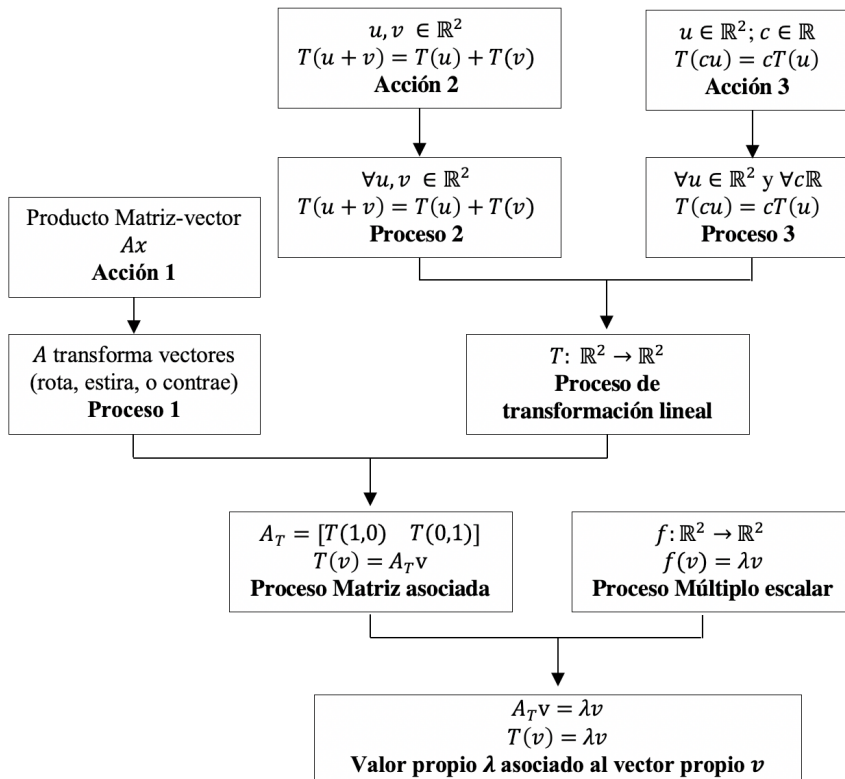 u, v ∈ ℝ²
T(u + v) = T(u) + T(v)
Acción 2
u ∈ ℝ²; c ∈ ℝ
T(cu) = cT(u)
Acción 3
∀u, v ∈ ℝ²
T(u + v) = T(u) + T(v)
Proceso 2
∀u ∈ ℝ² y ∀cℝ
T(cu) = cT(u)
Proceso 3
Producto Matriz-vector
Ax
Acción 1
A transforma vectores
(rota, estira, o contrae)
Proceso 1
T: ℝ² → ℝ²
Proceso de
transformación lineal
A_T = [T(1,0) T(0,1)]
T(v) = A_T v
Proceso Matriz asociada
f: ℝ² → ℝ²
f(v) = λv
Proceso Múltiplo escalar
A_T v = λv
T(v) = λv
Valor propio λ asociado al vector propio v